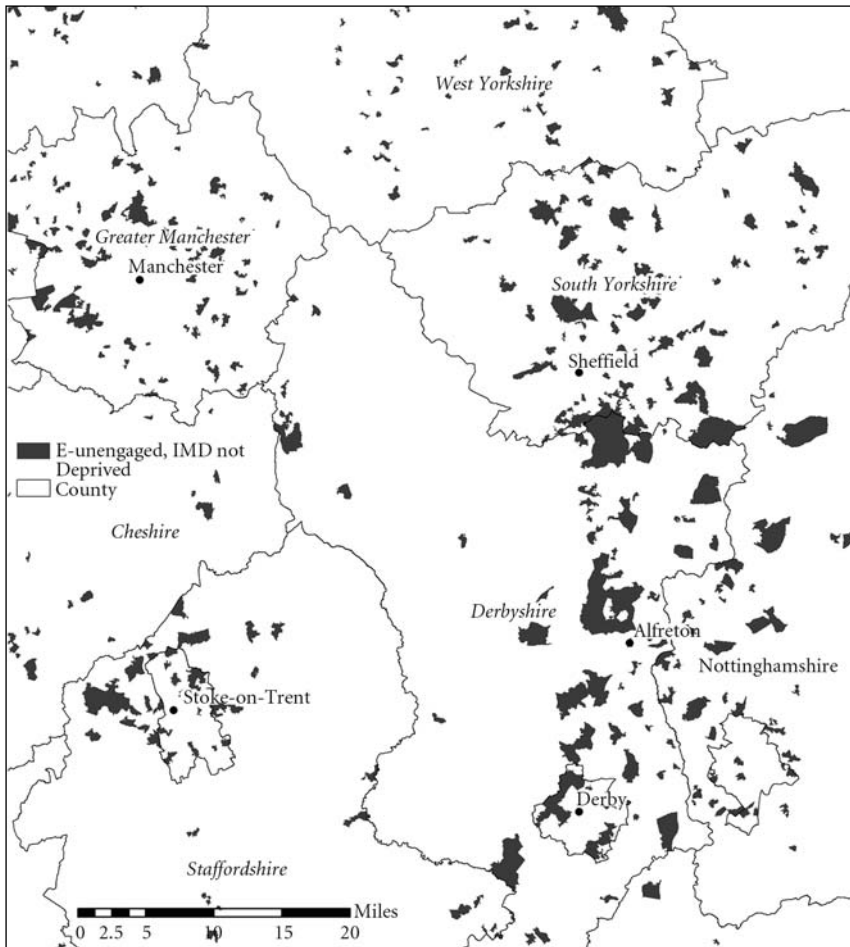 West Yorkshire
Greater Manchester
Manchester
South Yorkshire
Sheffield
E-unengaged, IMD not
Deprived
County
Cheshire
Derbyshire
Alfreton
Nottinghamshire
Stoke-on-Trent
Derby
Staffordshire
Miles
0 2.5 5 10 15 20